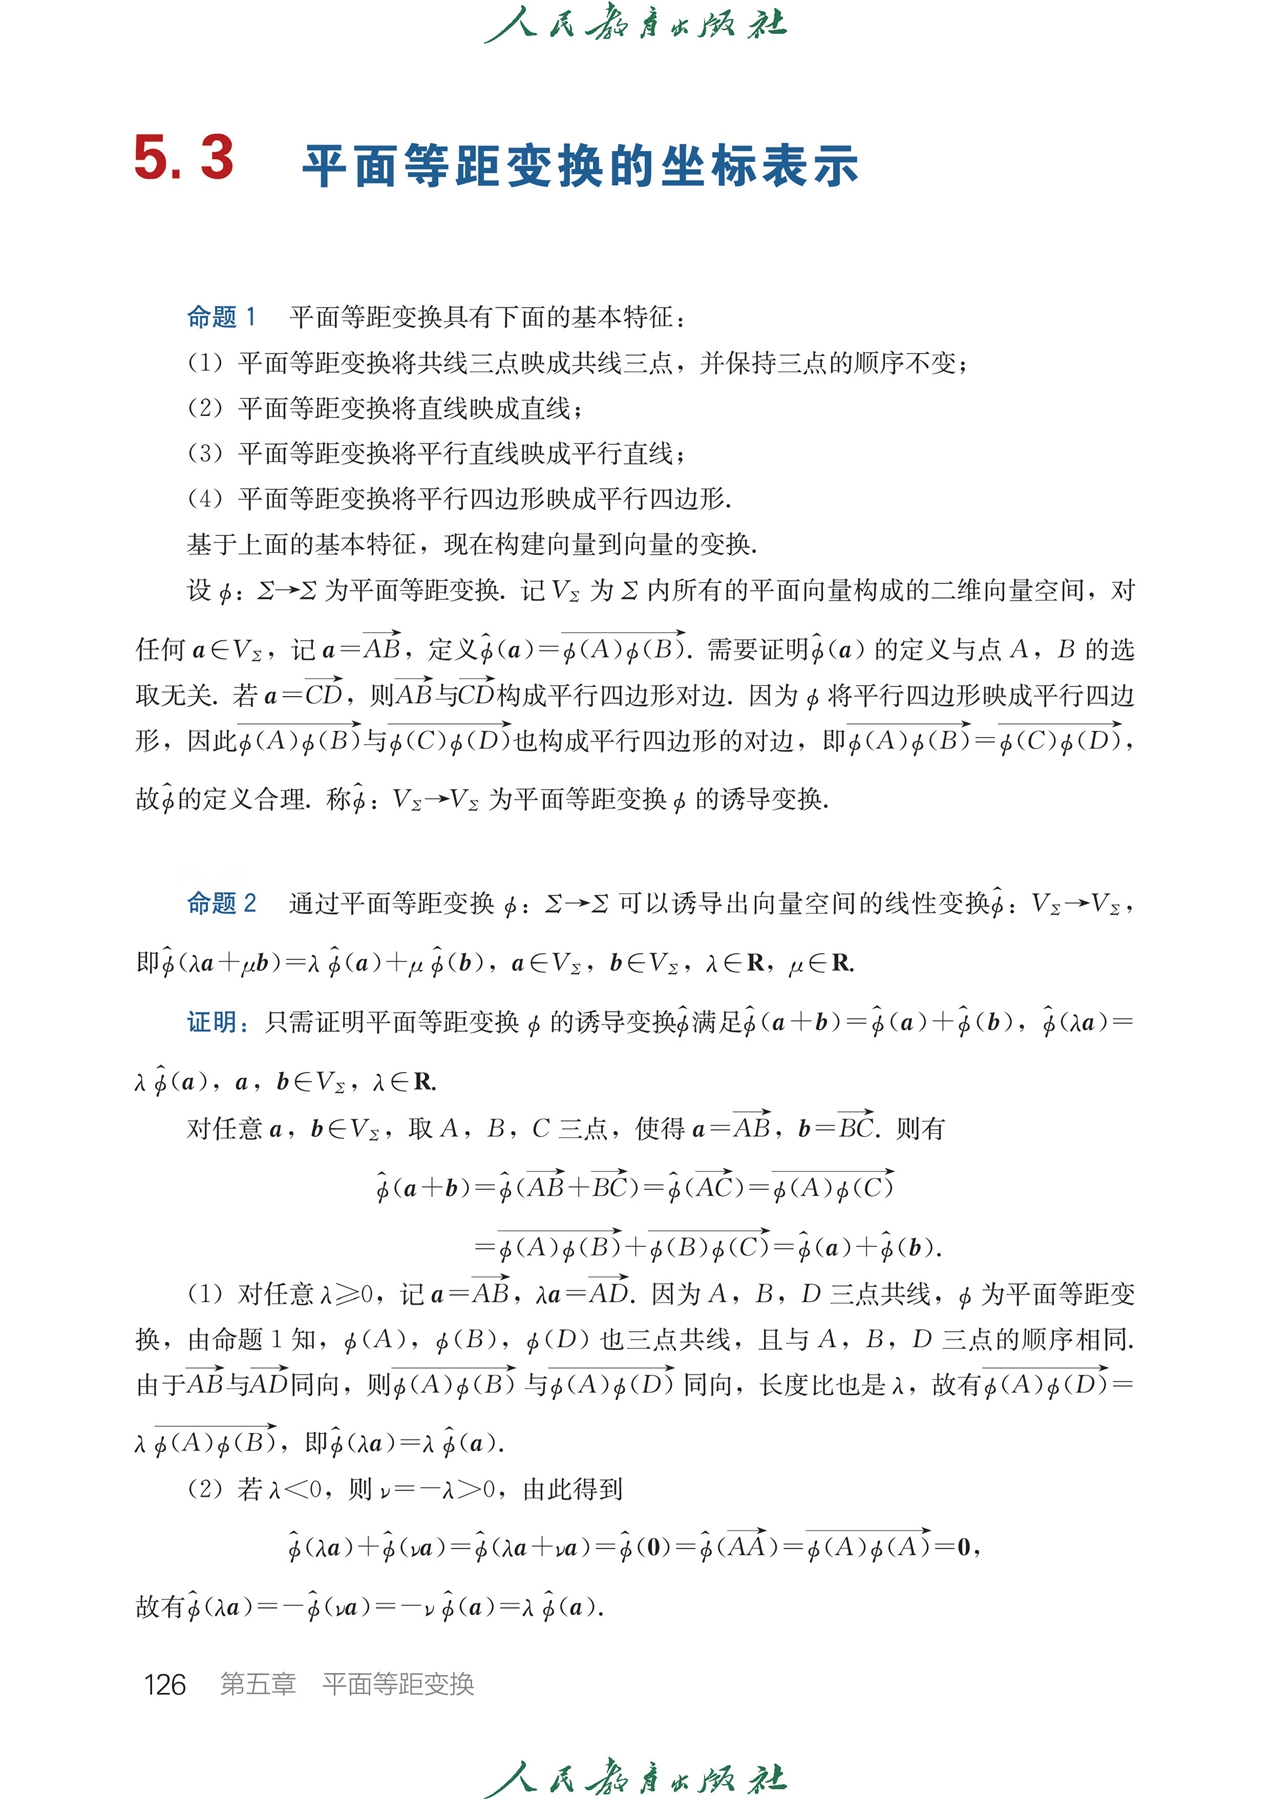 人民教育出版社
5.3 平面等距变换的坐标表示
命题1 平面等距变换具有下面的基本特征：
（1）平面等距变换将共线三点映成共线三点，并保持三点的顺序不变；
（2）平面等距变换将直线映成直线；
（3）平面等距变换将平行直线映成平行直线；
（4）平面等距变换将平行四边形映成平行四边形.
基于上面的基本特征，现在构建向量到向量的变换.
设 $\phi$：$\Sigma→\Sigma$ 为平面等距变换. 记 $V_\Sigma$ 为 $\Sigma$ 内所有的平面向量构成的二维向量空间，对
任何 $\boldsymbol{a}∈V_\Sigma$，记 $\boldsymbol{a}=\overrightarrow{AB}$，定义$\hat{\phi}(\boldsymbol{a})=\overrightarrow{\phi(A)\phi(B)}$. 需要证明$\hat{\phi}(\boldsymbol{a})$ 的定义与点 $A$，$B$ 的选
取无关. 若 $\boldsymbol{a}=\overrightarrow{CD}$，则$\overrightarrow{AB}$与$\overrightarrow{CD}$构成平行四边形对边. 因为 $\phi$ 将平行四边形映成平行四边
形，因此$\overrightarrow{\phi(A)\phi(B)}$与$\overrightarrow{\phi(C)\phi(D)}$也构成平行四边形的对边，即$\overrightarrow{\phi(A)\phi(B)}=\overrightarrow{\phi(C)\phi(D)}$，
故$\hat{\phi}$的定义合理. 称$\hat{\phi}$：$V_\Sigma→V_\Sigma$ 为平面等距变换 $\phi$ 的诱导变换.
命题2 通过平面等距变换 $\phi$：$\Sigma→\Sigma$ 可以诱导出向量空间的线性变换$\hat{\phi}$：$V_\Sigma→V_\Sigma$，
即$\hat{\phi}(\lambda\boldsymbol{a}+\mu\boldsymbol{b})=\lambda\hat{\phi}(\boldsymbol{a})+\mu\hat{\phi}(\boldsymbol{b})$，$\boldsymbol{a}∈V_\Sigma$，$\boldsymbol{b}∈V_\Sigma$，$\lambda∈\mathbf{R}$，$\mu∈\mathbf{R}$.
证明：只需证明平面等距变换 $\phi$ 的诱导变换$\hat{\phi}$满足$\hat{\phi}(\boldsymbol{a}+\boldsymbol{b})=\hat{\phi}(\boldsymbol{a})+\hat{\phi}(\boldsymbol{b})$，$\hat{\phi}(\lambda\boldsymbol{a})=$
$\lambda\hat{\phi}(\boldsymbol{a})$，$\boldsymbol{a}$，$\boldsymbol{b}∈V_\Sigma$，$\lambda∈\mathbf{R}$.
对任意 $\boldsymbol{a}$，$\boldsymbol{b}∈V_\Sigma$，取 $A$，$B$，$C$ 三点，使得 $\boldsymbol{a}=\overrightarrow{AB}$，$\boldsymbol{b}=\overrightarrow{BC}$. 则有
$\hat{\phi}(\boldsymbol{a}+\boldsymbol{b})=\hat{\phi}(\overrightarrow{AB}+\overrightarrow{BC})=\hat{\phi}(\overrightarrow{AC})=\overrightarrow{\phi(A)\phi(C)}$
$=\overrightarrow{\phi(A)\phi(B)}+\overrightarrow{\phi(B)\phi(C)}=\hat{\phi}(\boldsymbol{a})+\hat{\phi}(\boldsymbol{b})$.
（1）对任意 $\lambda⩾0$，记 $\boldsymbol{a}=\overrightarrow{AB}$，$\lambda\boldsymbol{a}=\overrightarrow{AD}$. 因为 $A$，$B$，$D$ 三点共线，$\phi$ 为平面等距变
换，由命题1知，$\phi(A)$，$\phi(B)$，$\phi(D)$ 也三点共线，且与 $A$，$B$，$D$ 三点的顺序相同.
由于$\overrightarrow{AB}$与$\overrightarrow{AD}$同向，则$\overrightarrow{\phi(A)\phi(B)}$ 与$\overrightarrow{\phi(A)\phi(D)}$ 同向，长度比也是 $\lambda$，故有$\overrightarrow{\phi(A)\phi(D)}=$
$\lambda\overrightarrow{\phi(A)\phi(B)}$，即$\hat{\phi}(\lambda\boldsymbol{a})=\lambda\hat{\phi}(\boldsymbol{a})$.
（2）若 $\lambda<0$，则 $\nu=-\lambda>0$，由此得到
$\hat{\phi}(\lambda\boldsymbol{a})+\hat{\phi}(\nu\boldsymbol{a})=\hat{\phi}(\lambda\boldsymbol{a}+\nu\boldsymbol{a})=\hat{\phi}(\mathbf{0})=\hat{\phi}(\overrightarrow{AA})=\overrightarrow{\phi(A)\phi(A)}=\mathbf{0}$，
故有$\hat{\phi}(\lambda\boldsymbol{a})=-\hat{\phi}(\nu\boldsymbol{a})=-\nu\hat{\phi}(\boldsymbol{a})=\lambda\hat{\phi}(\boldsymbol{a})$.
126 第五章 平面等距变换
人民教育出版社